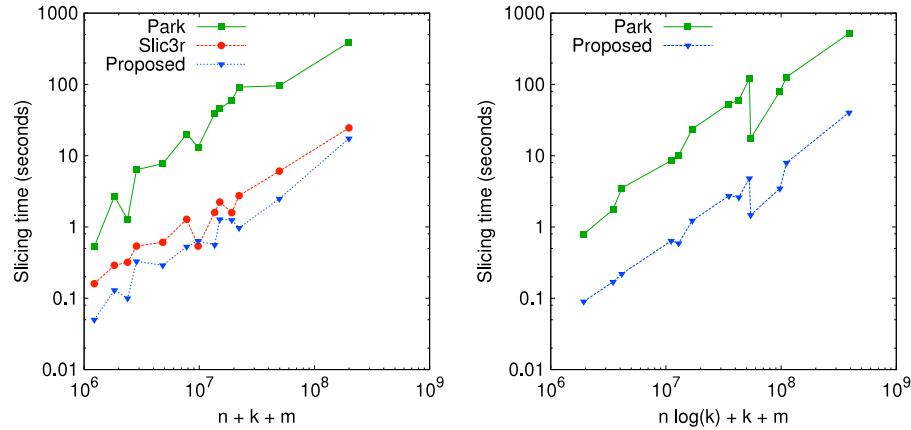 1000
100
10
1
0.1
0.01
Slicing time (seconds)
Park
Slic3r
Proposed
10^6
10^7
10^8
10^9
n + k + m
1000
100
10
1
0.1
0.01
Slicing time (seconds)
Park
Proposed
10^6
10^7
10^8
10^9
n log(k) + k + m